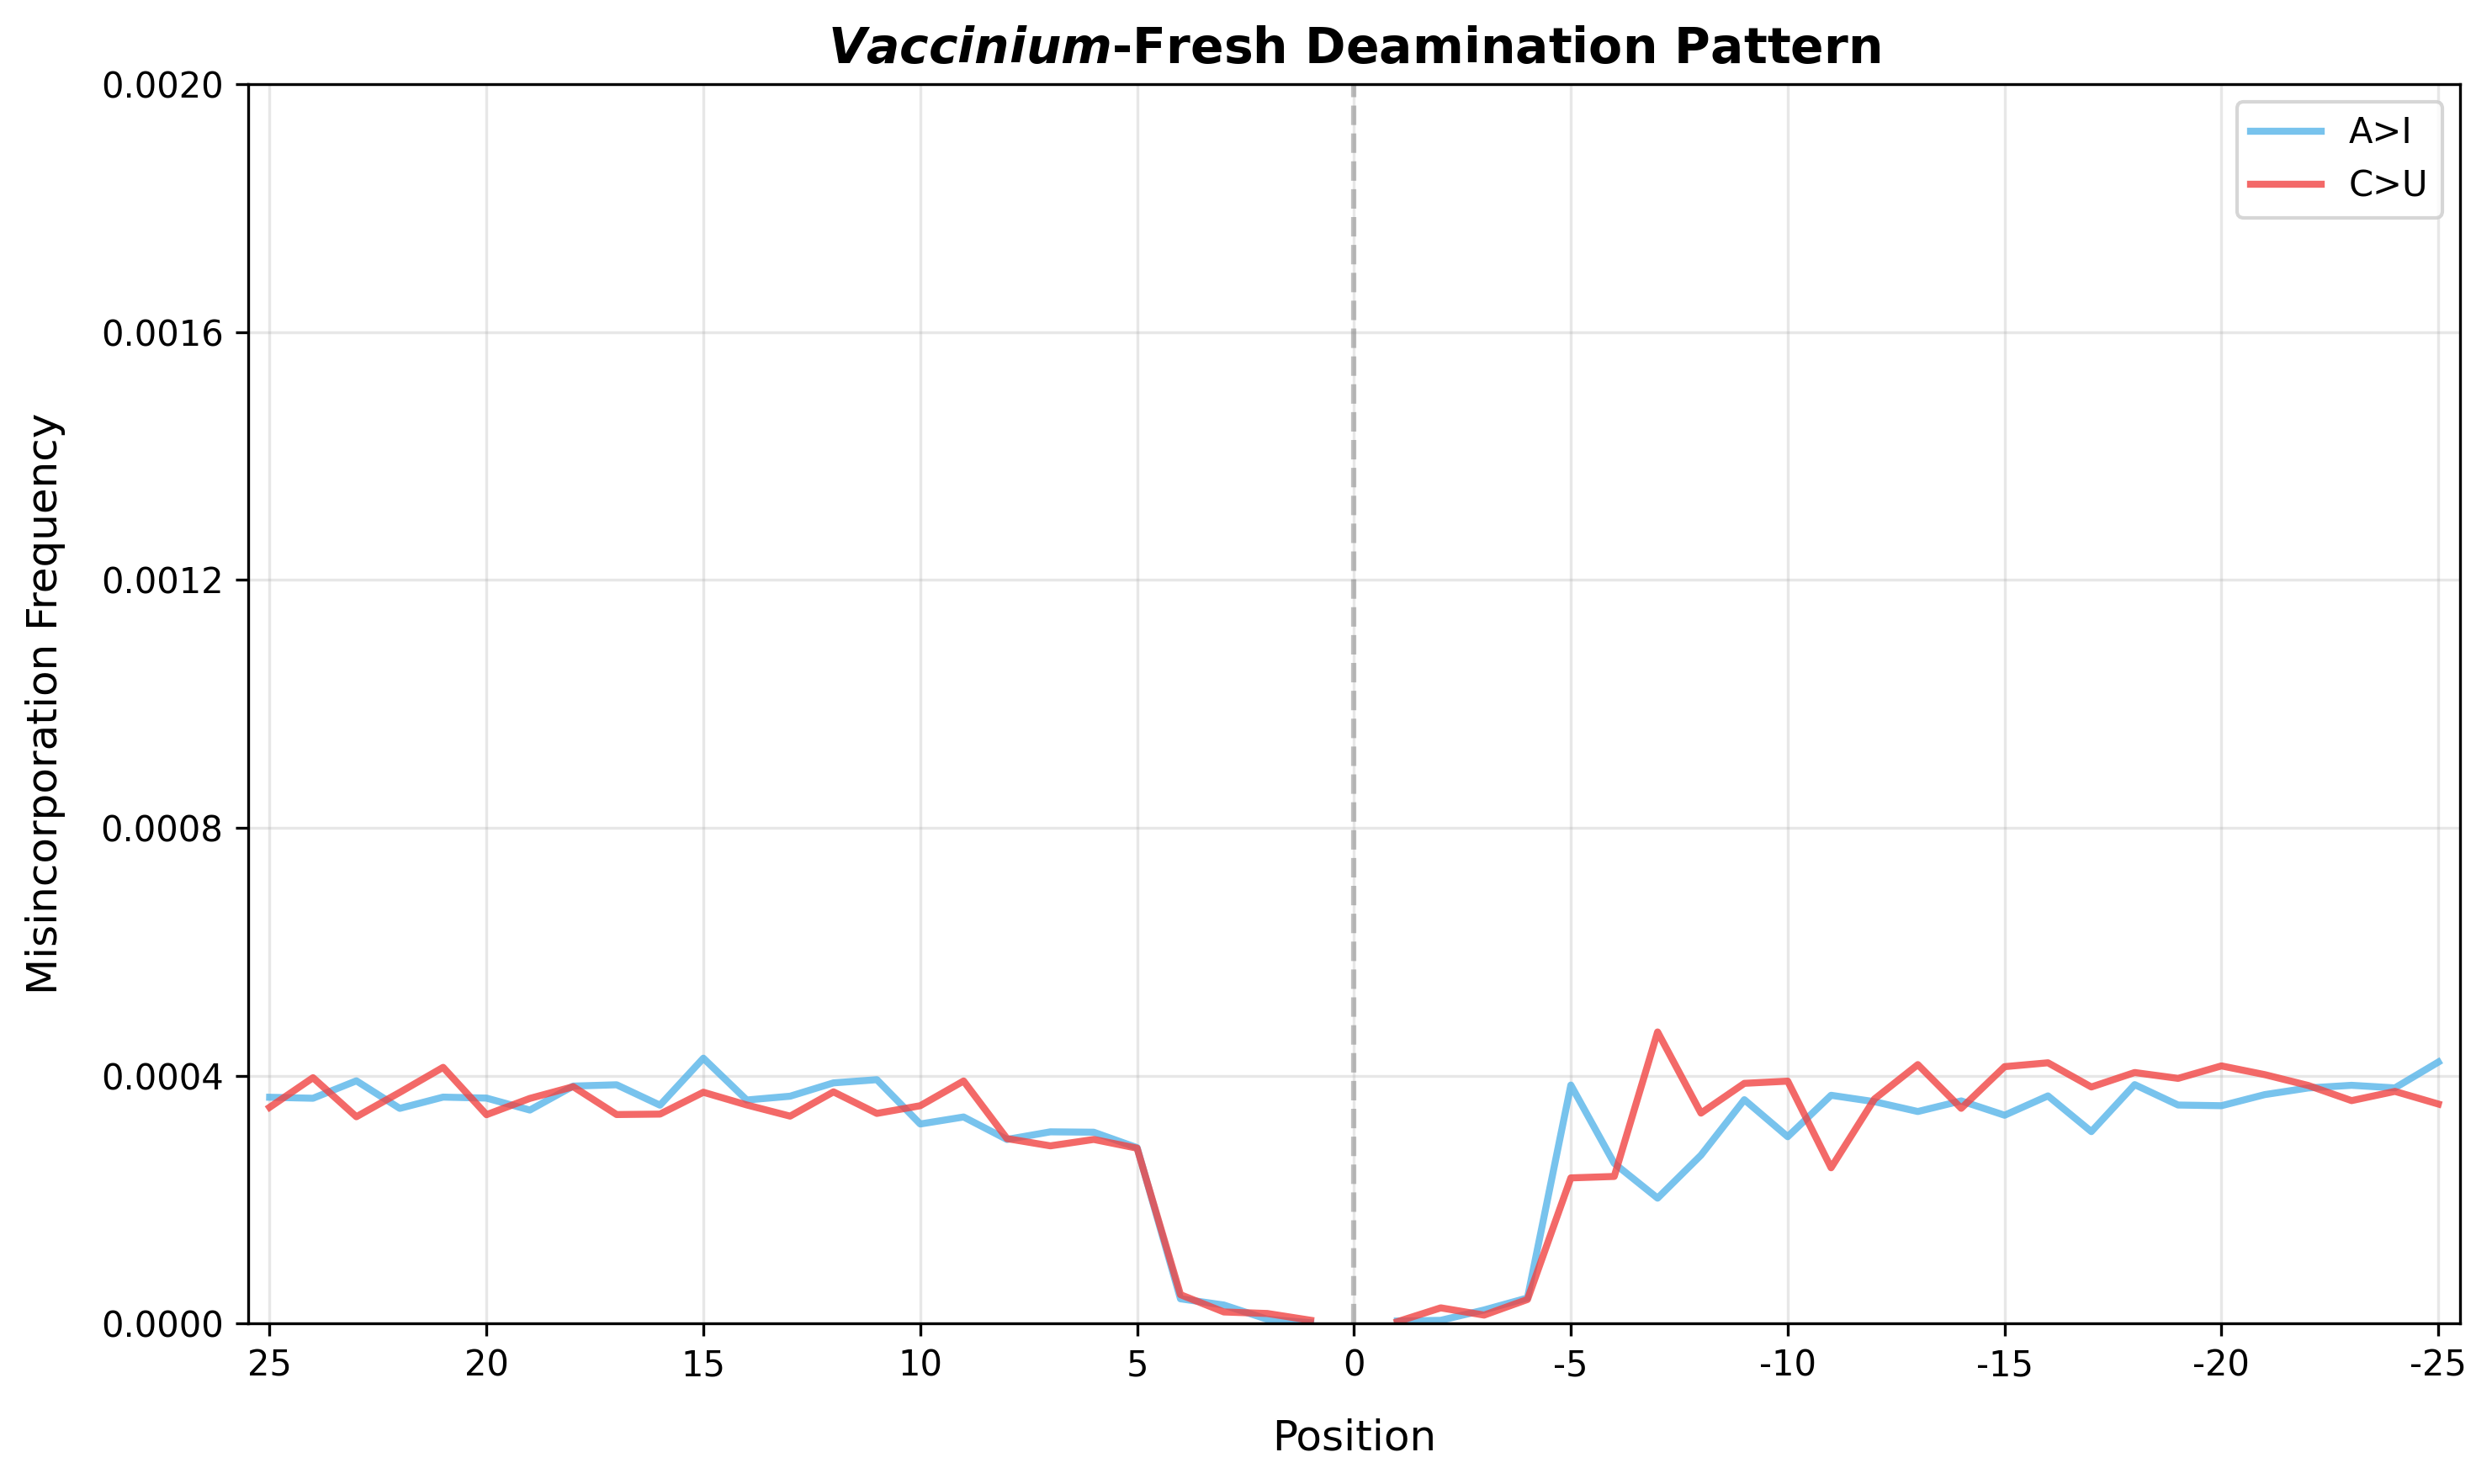 Vaccinium-Fresh Deamination Pattern
0.0020
0.0016
0.0012
0.0008
0.0004
0.0000
Misincorporation Frequency
A>I
C>U
25 20 15 10 5 0 -5 -10 -15 -20 -25
Position